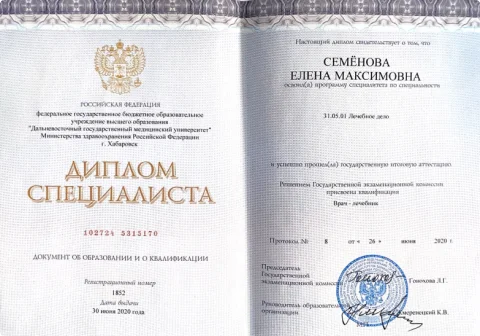 РОССИЙСКАЯ ФЕДЕРАЦИЯ
федеральное государственное бюджетное образовательное
учреждение высшего образования
"Дальневосточный государственный медицинский университет"
Министерства здравоохранения Российской Федерации
г. Хабаровск
ДИПЛОМ
СПЕЦИАЛИСТА
102724 5315170
ДОКУМЕНТ ОБ ОБРАЗОВАНИИ И О КВАЛИФИКАЦИИ
Регистрационный номер
1852
Дата выдачи
30 июня 2020 года
Настоящий диплом свидетельствует о том, что
СЕМЁНОВА
ЕЛЕНА МАКСИМОВНА
освоил(а) программу специалитета по специальности
31.05.01 Лечебное дело
и успешно прошел(ла) государственную итоговую аттестацию
Решением Государственной экзаменационной комиссии
присвоена квалификация
Врач - лечебник
Протокол № 8 от « 26 » июня 2020 г
Председатель
Государственной
экзаменационной комиссии
Руководитель образовательной